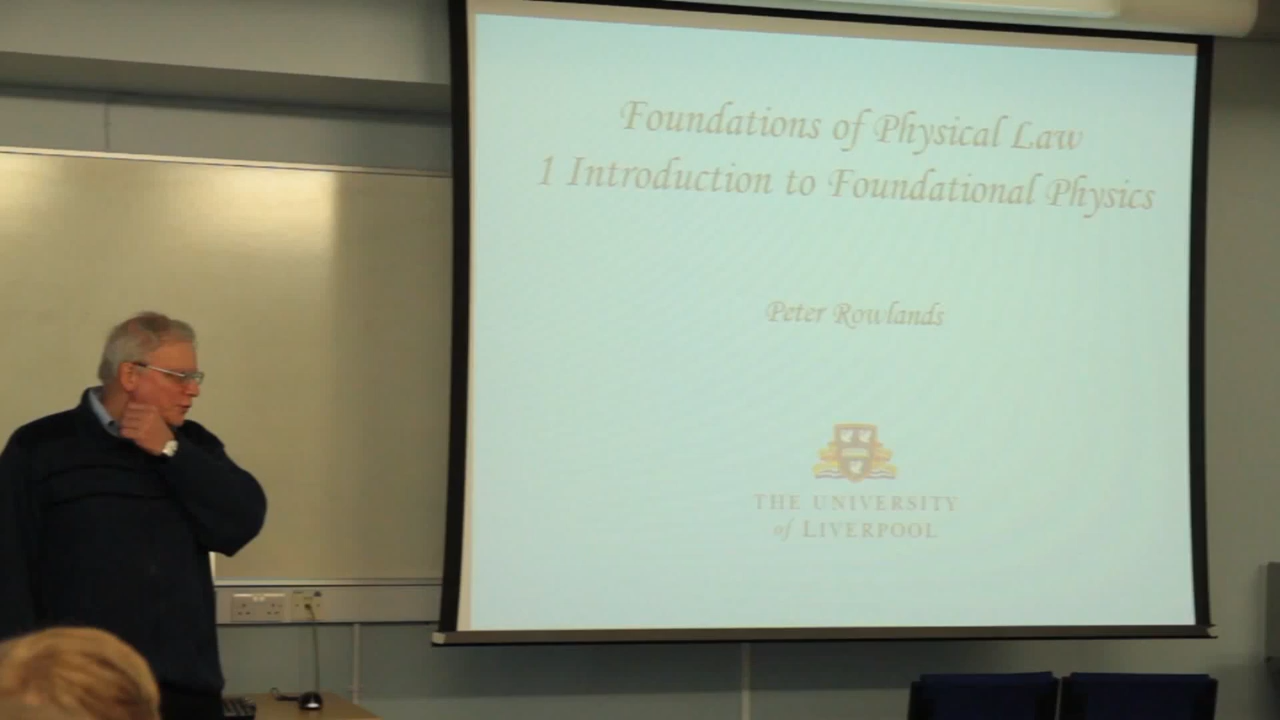 Foundations of Physical Law
1 Introduction to Foundational Physics
Peter Rowlands
THE UNIVERSITY
of LIVERPOOL